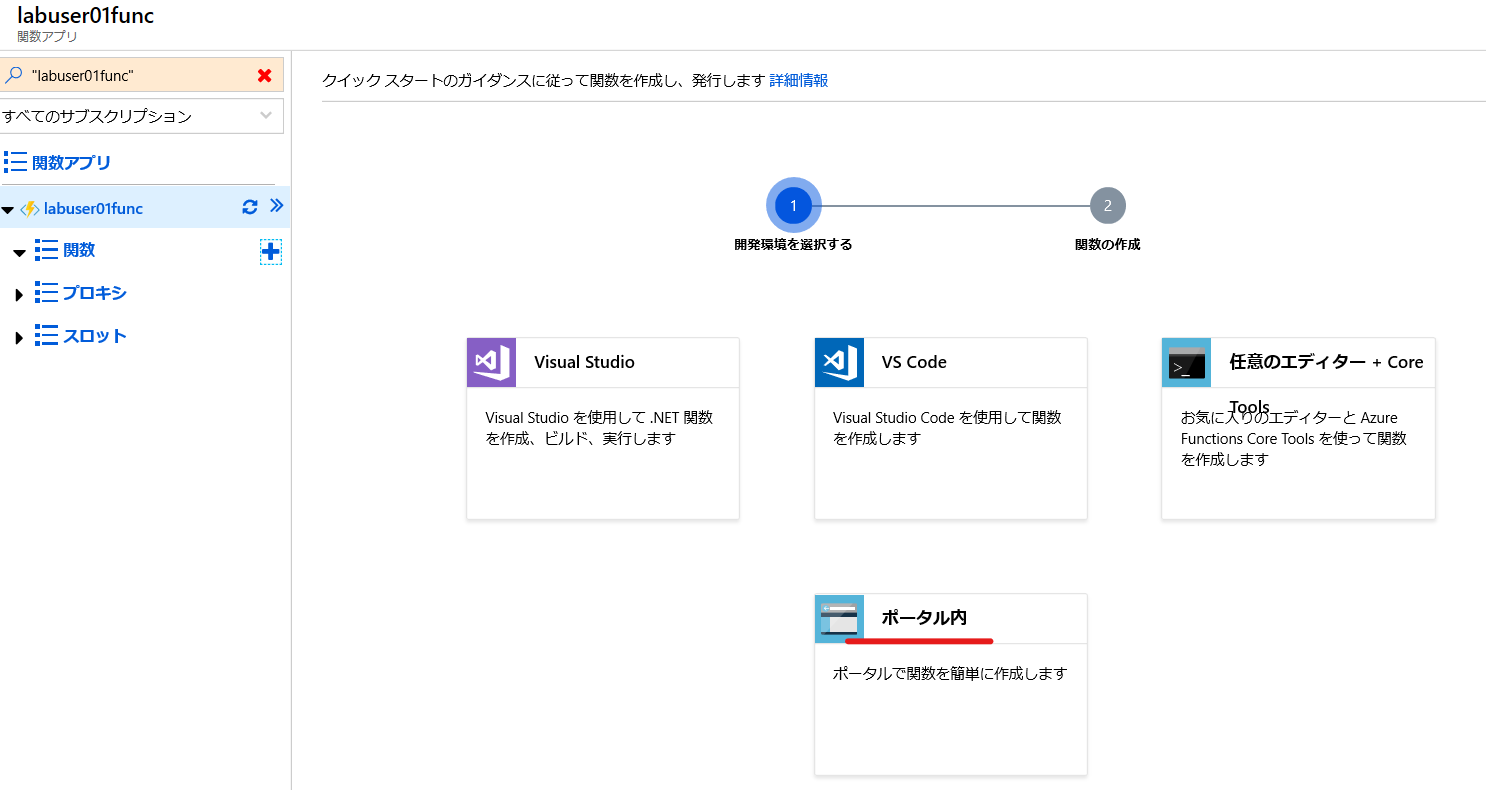 labuser01func
関数アプリ
"labuser01func"
すべてのサブスクリプション
関数アプリ
labuser01func
関数
プロキシ
スロット
クイック スタートのガイダンスに従って関数を作成し、発行します 詳細情報
1
2
開発環境を選択する
関数の作成
Visual Studio
Visual Studio を使用して .NET 関数
を作成、ビルド、実行します
VS Code
Visual Studio Code を使用して関数
を作成します
任意のエディター + Core
Tools
お気に入りのエディターと Azure
Functions Core Tools を使って関数
を作成します
ポータル内
ポータルで関数を簡単に作成します